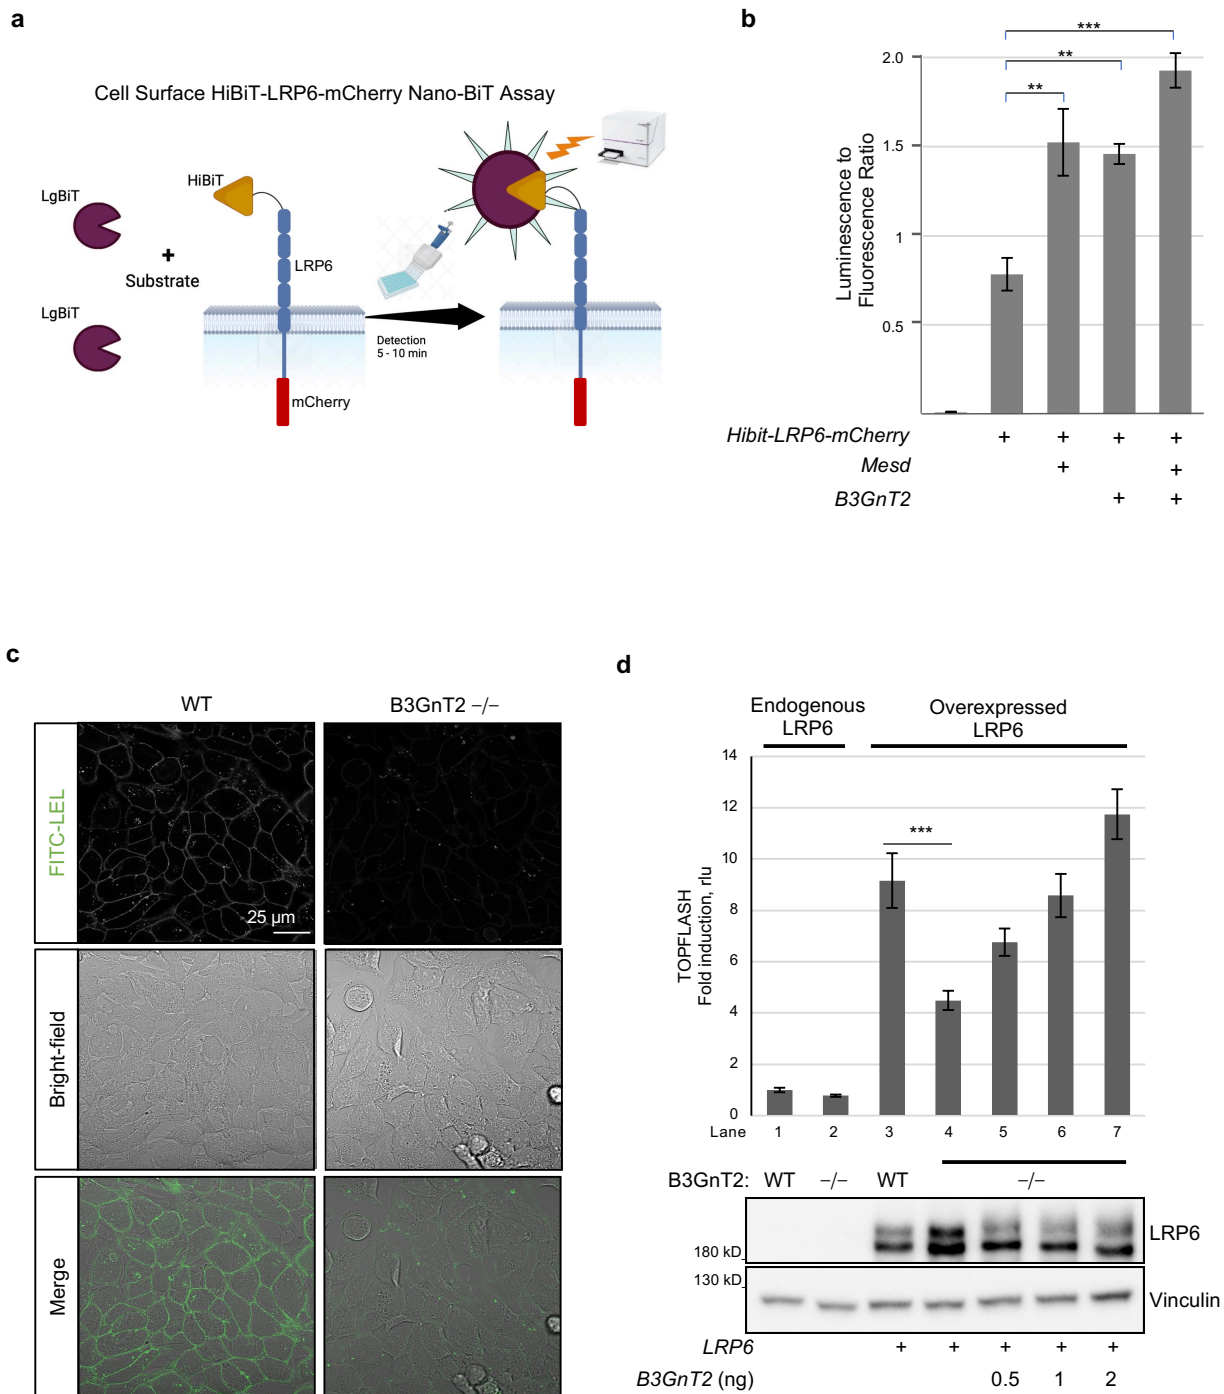 a
Cell Surface HiBiT-LRP6-mCherry Nano-BiT Assay
LgBiT
HiBiT
+
Substrate
LRP6
LgBiT
Detection
5 - 10 min
mCherry
b
Luminescence to
Fluorescence Ratio
***
**
**
2.0
1.5
1
0.5
Hibit-LRP6-mCherry + + + +
Mesd + +
B3GnT2 + +
c
WT B3GnT2 –/–
FITC-LEL
25 µm
Bright-field
Merge
d
Endogenous
LRP6
Overexpressed
LRP6
TOPFLASH
Fold induction, rlu
14
12
10
8
6
4
2
0
***
Lane 1 2 3 4 5 6 7
B3GnT2: WT –/– WT –/–
LRP6
180 kD
130 kD
Vinculin
LRP6 + + + + +
B3GnT2 (ng) 0.5 1 2